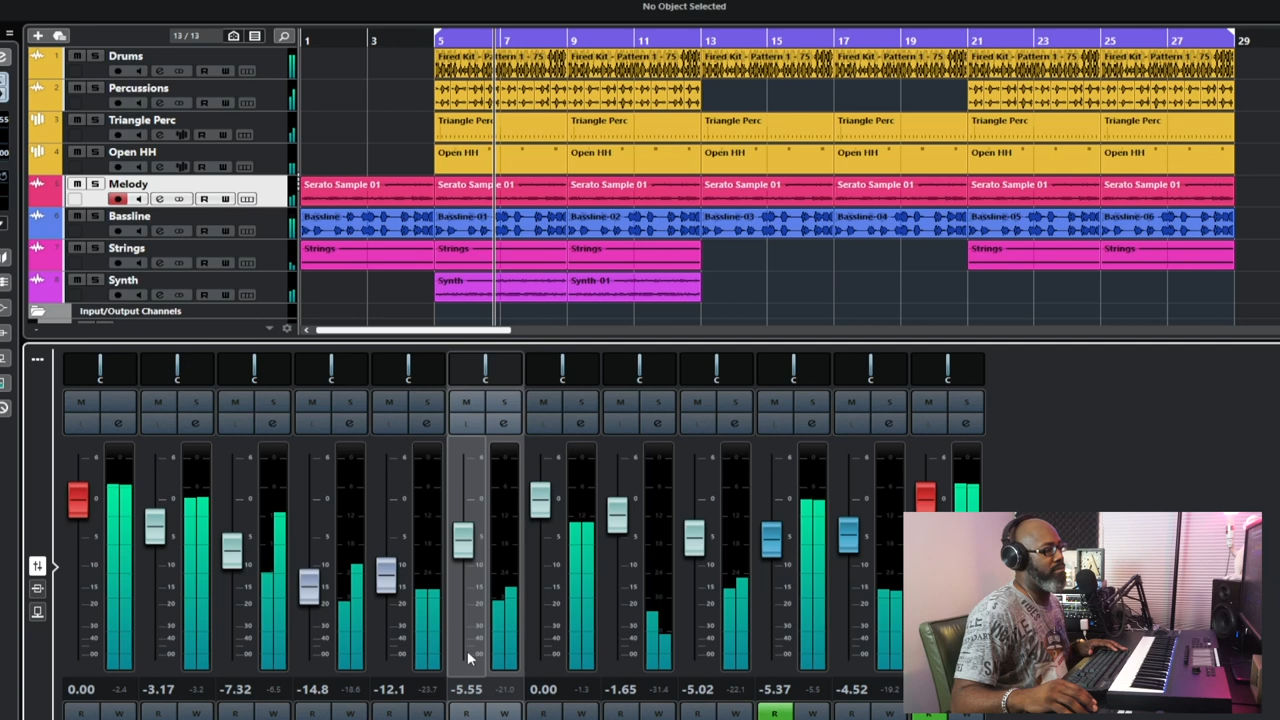 No Object Selected
13 / 13
1 3 5 7 9 11 13 15 17 19 21 23 25 27 29
1 M S Drums
R W
Fired Kit - Pattern 1 - 75 Fired Kit - Pattern 1 - 75 Fired Kit - Pattern 1 - 75 Fired Kit - Pattern 1 - 75 Fired Kit - Pattern 1 - 75 Fired Kit - Pattern 1 - 75
2 M S Percussions
R W
3 M S Triangle Perc
R W
Triangle Perc Triangle Perc Triangle Perc Triangle Perc Triangle Perc Triangle Perc
4 M S Open HH
R W
Open HH Open HH Open HH Open HH Open HH Open HH
M S Melody
R W
Serato Sample 01 Serato Sample 01 Serato Sample 01 Serato Sample 01 Serato Sample 01 Serato Sample 01 Serato Sample 01
6 M S Bassline
R W
Bassline Bassline-01 Bassline-02 Bassline-03 Bassline-04 Bassline-05 Bassline-06
7 M S Strings
R W
Strings Strings Strings Strings Strings
8 M S Synth
R W
Synth Synth-01
Input/Output Channels
C C C C C C C C C C C C
M M S M S M S M S M S M S M S M S M S M S M S
0.00 -2.4 -3.17 -3.2 -7.32 -6.5 -14.8 -18.6 -12.1 -23.7 -5.55 -21.0 0.00 -1.3 -1.65 -31.4 -5.02 -22.1 -5.37 -5.5 -4.52 -19.2
R W R W R W R W R W R W R W R W R W R W R W